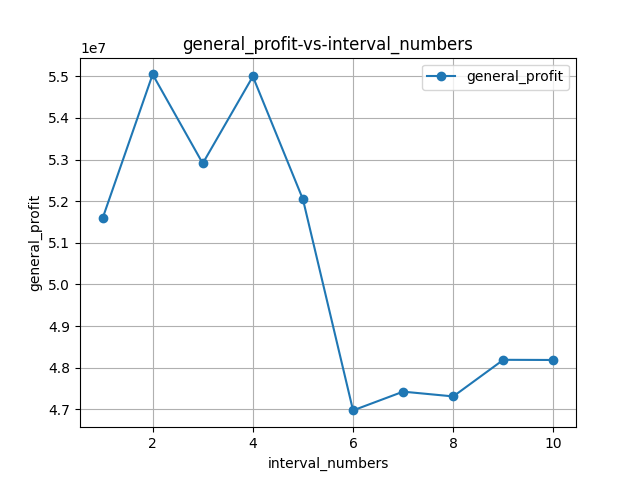 general_profit-vs-interval_numbers
1e7
general_profit
5.5
5.4
5.3
5.2
5.1
5.0
4.9
4.8
4.7
general_profit
2
4
6
8
10
interval_numbers